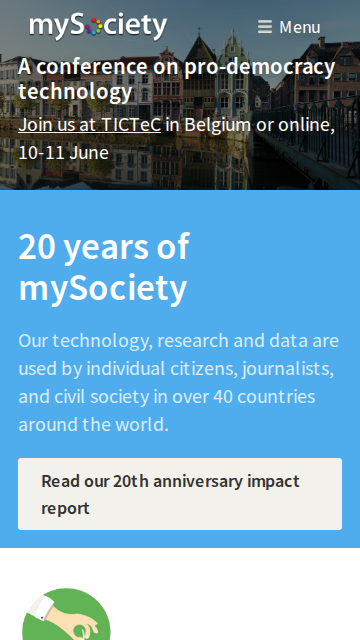 mySociety
Menu
A conference on pro-democracy
technology
Join us at TICTeC in Belgium or online,
10-11 June
20 years of
mySociety
Our technology, research and data are
used by individual citizens, journalists,
and civil society in over 40 countries
around the world.
Read our 20th anniversary impact
report